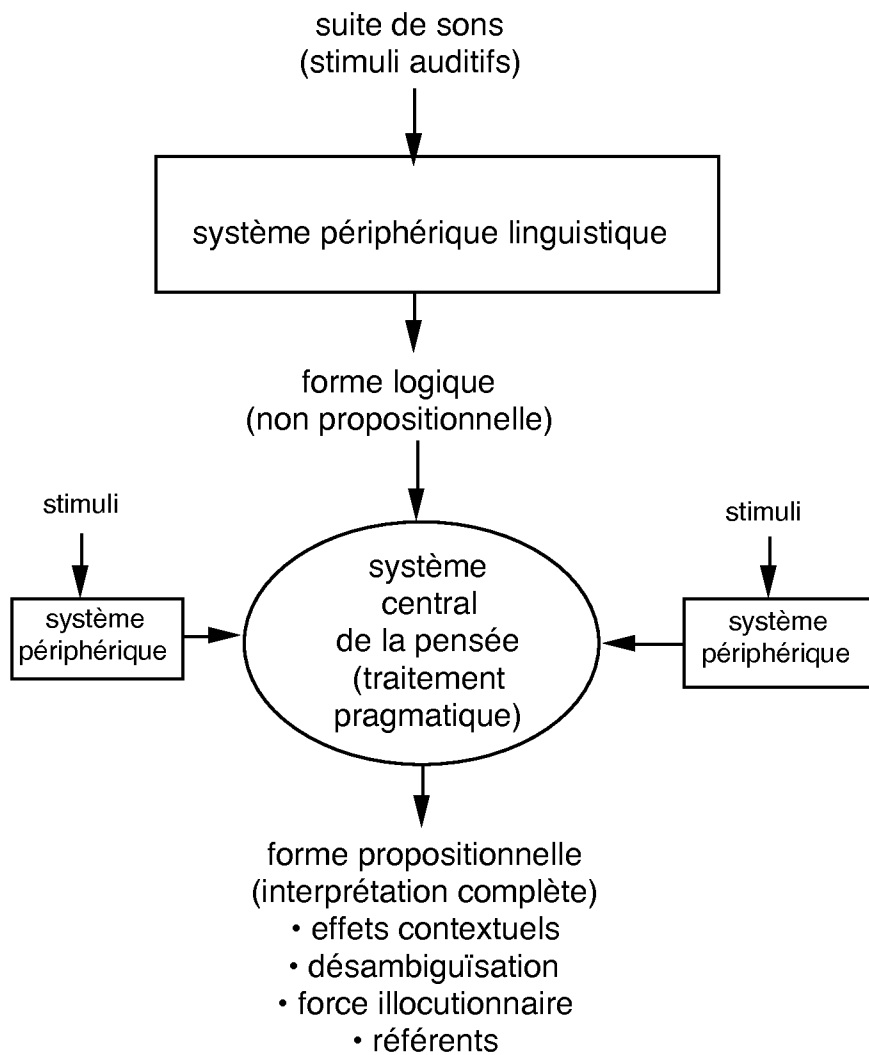 suite de sons
(stimuli auditifs)
système périphérique linguistique
forme logique
(non propositionnelle)
stimuli
système
périphérique
système
central
de la pensée
(traitement
pragmatique)
stimuli
système
périphérique
forme propositionnelle
(interprétation complète)
• effets contextuels
• désambiguïsation
• force illocutionnaire
• référents